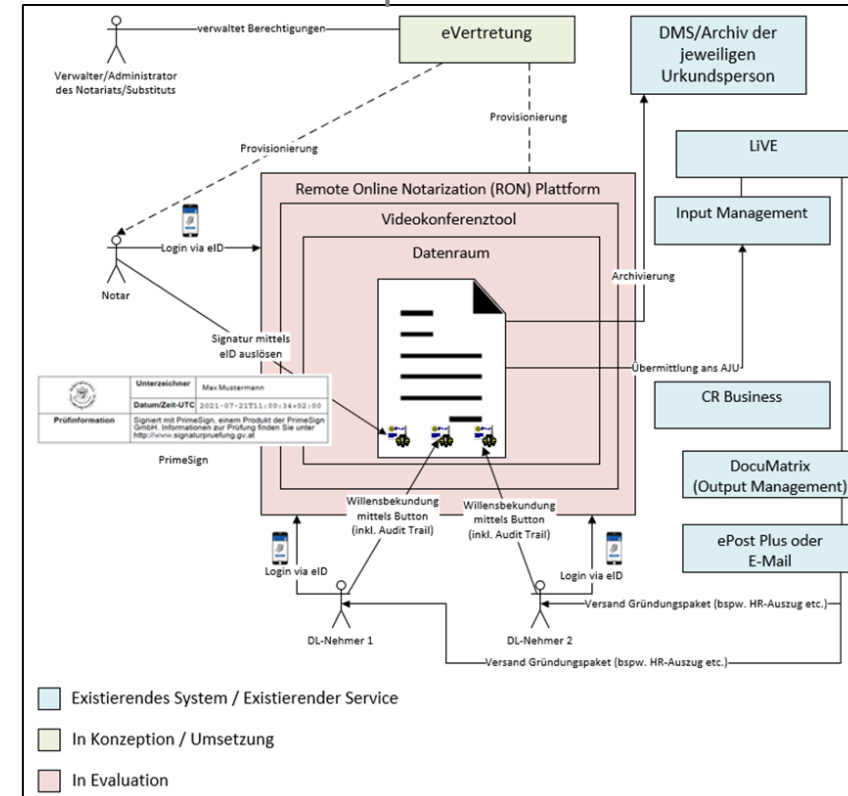 verwaltet Berechtigungen
eVertretung
DMS/Archiv der
jeweiligen
Urkundsperson
Verwalter/Administrator
des Notariats/Substituts
Provisionierung
Provisionierung
LiVE
Remote Online Notarization (RON) Plattform
Videokonferenztool
Input Management
Datenraum
Login via eID
Notar
Archivierung
Signatur mittels
eID auslösen
Übermittlung ans AJU
Unterzeichner
Max Mustermann
Datum/Zeit-UTC
2021-07-21T11:00:34+02:00
Prüfinformation
Signiert mit PrimeSign, einem Produkt der PrimeSign
GmbH. Informationen zur Prüfung finden Sie unter
http://www.signaturpruefung.gv.at
PrimeSign
CR Business
DocuMatrix
(Output Management)
Willensbekundung
mittels Button
(inkl. Audit Trail)
Willensbekundung
mittels Button
(inkl. Audit Trail)
ePost Plus oder
E-Mail
Login via eID
Login via eID
DL-Nehmer 1
DL-Nehmer 2
Versand Gründungspaket (bspw. HR-Auszug etc.)
Versand Gründungspaket (bspw. HR-Auszug etc.)
Existierendes System / Existierender Service
In Konzeption / Umsetzung
In Evaluation